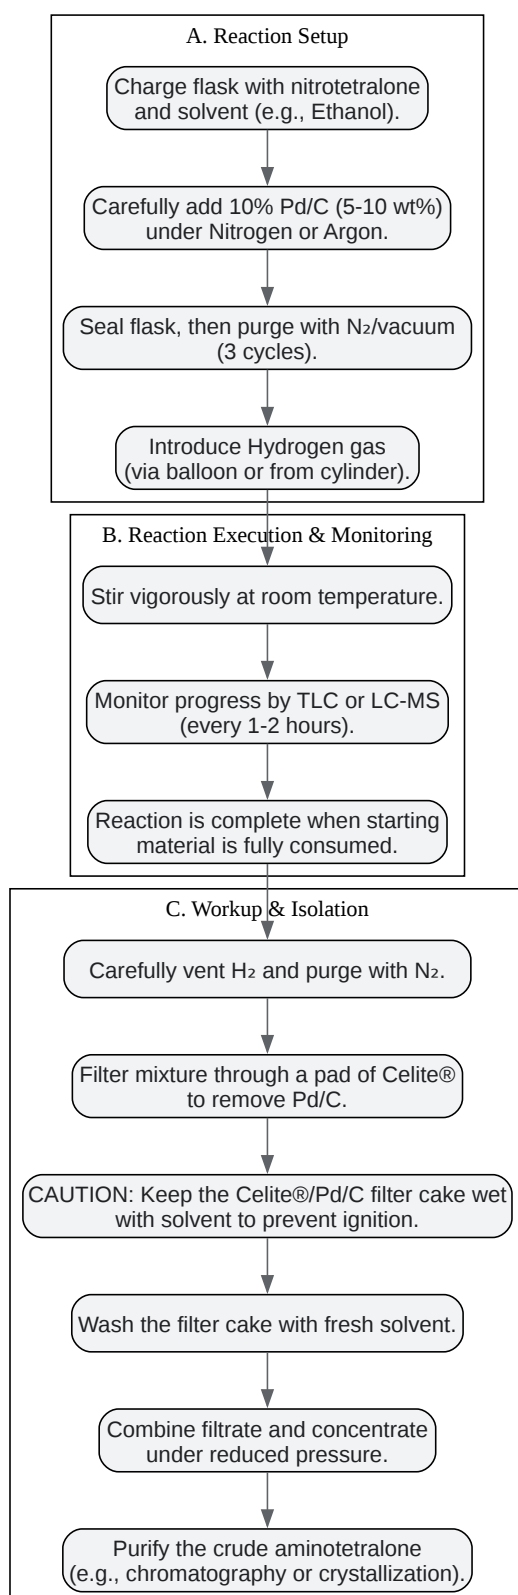 A. Reaction Setup
Charge flask with nitrotetralone
and solvent (e.g., Ethanol).
Carefully add 10% Pd/C (5-10 wt%)
under Nitrogen or Argon.
Seal flask, then purge with N₂/vacuum
(3 cycles).
Introduce Hydrogen gas
(via balloon or from cylinder).
B. Reaction Execution & Monitoring
Stir vigorously at room temperature.
Monitor progress by TLC or LC-MS
(every 1-2 hours).
Reaction is complete when starting
material is fully consumed.
C. Workup & Isolation
Carefully vent H₂ and purge with N₂.
Filter mixture through a pad of Celite®
to remove Pd/C.
CAUTION: Keep the Celite®/Pd/C filter cake wet
with solvent to prevent ignition.
Wash the filter cake with fresh solvent.
Combine filtrate and concentrate
under reduced pressure.
Purify the crude aminotetralone
(e.g., chromatography or crystallization).